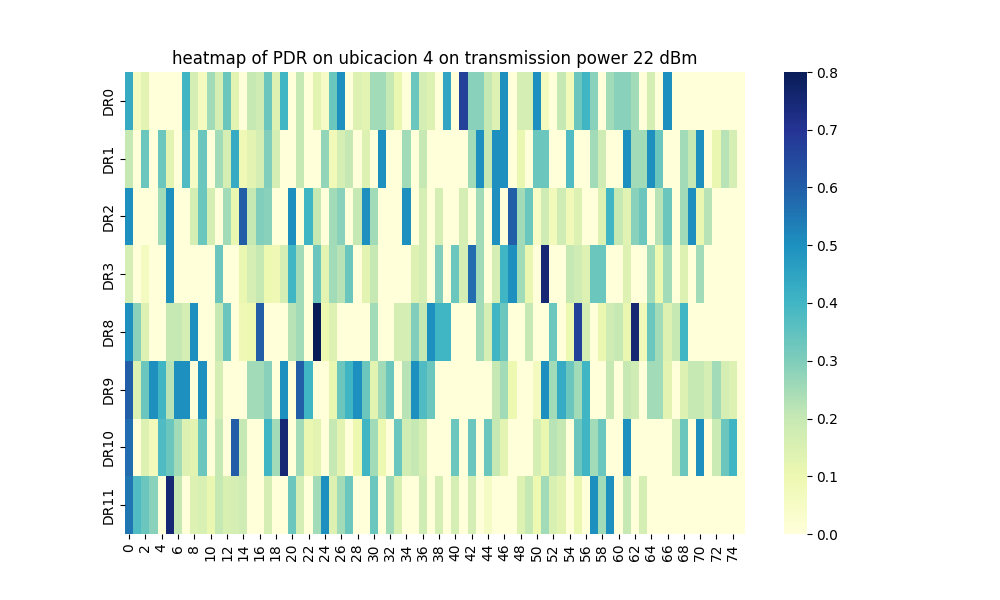 heatmap of PDR on ubicacion 4 on transmission power 22 dBm
DR0
DR1
DR2
DR3
DR8
DR9
DR10
DR11
0 2 4 6 8 10 12 14 16 18 20 22 24 26 28 30 32 34 36 38 40 42 44 46 48 50 52 54 56 58 60 62 64 66 68 70 72 74
0.8
0.7
0.6
0.5
0.4
0.3
0.2
0.1
0.0